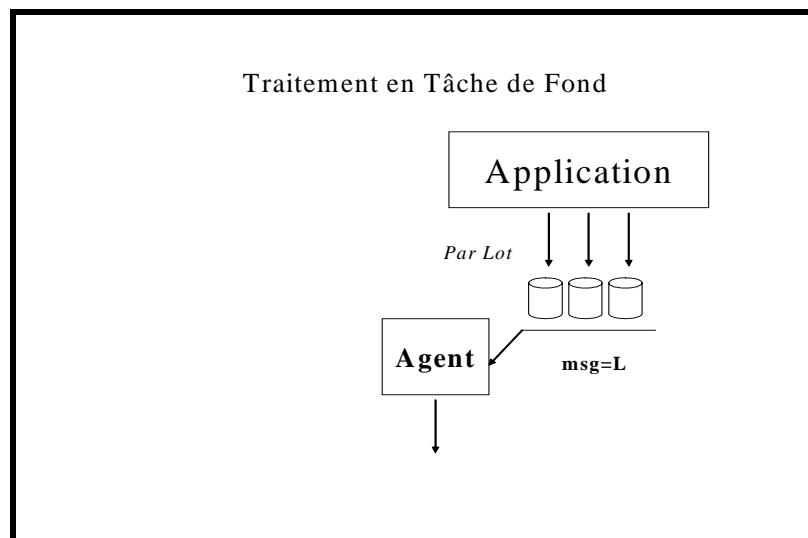 Traitement en Tâche de Fond
Application
Par Lot
Agent
msg=L